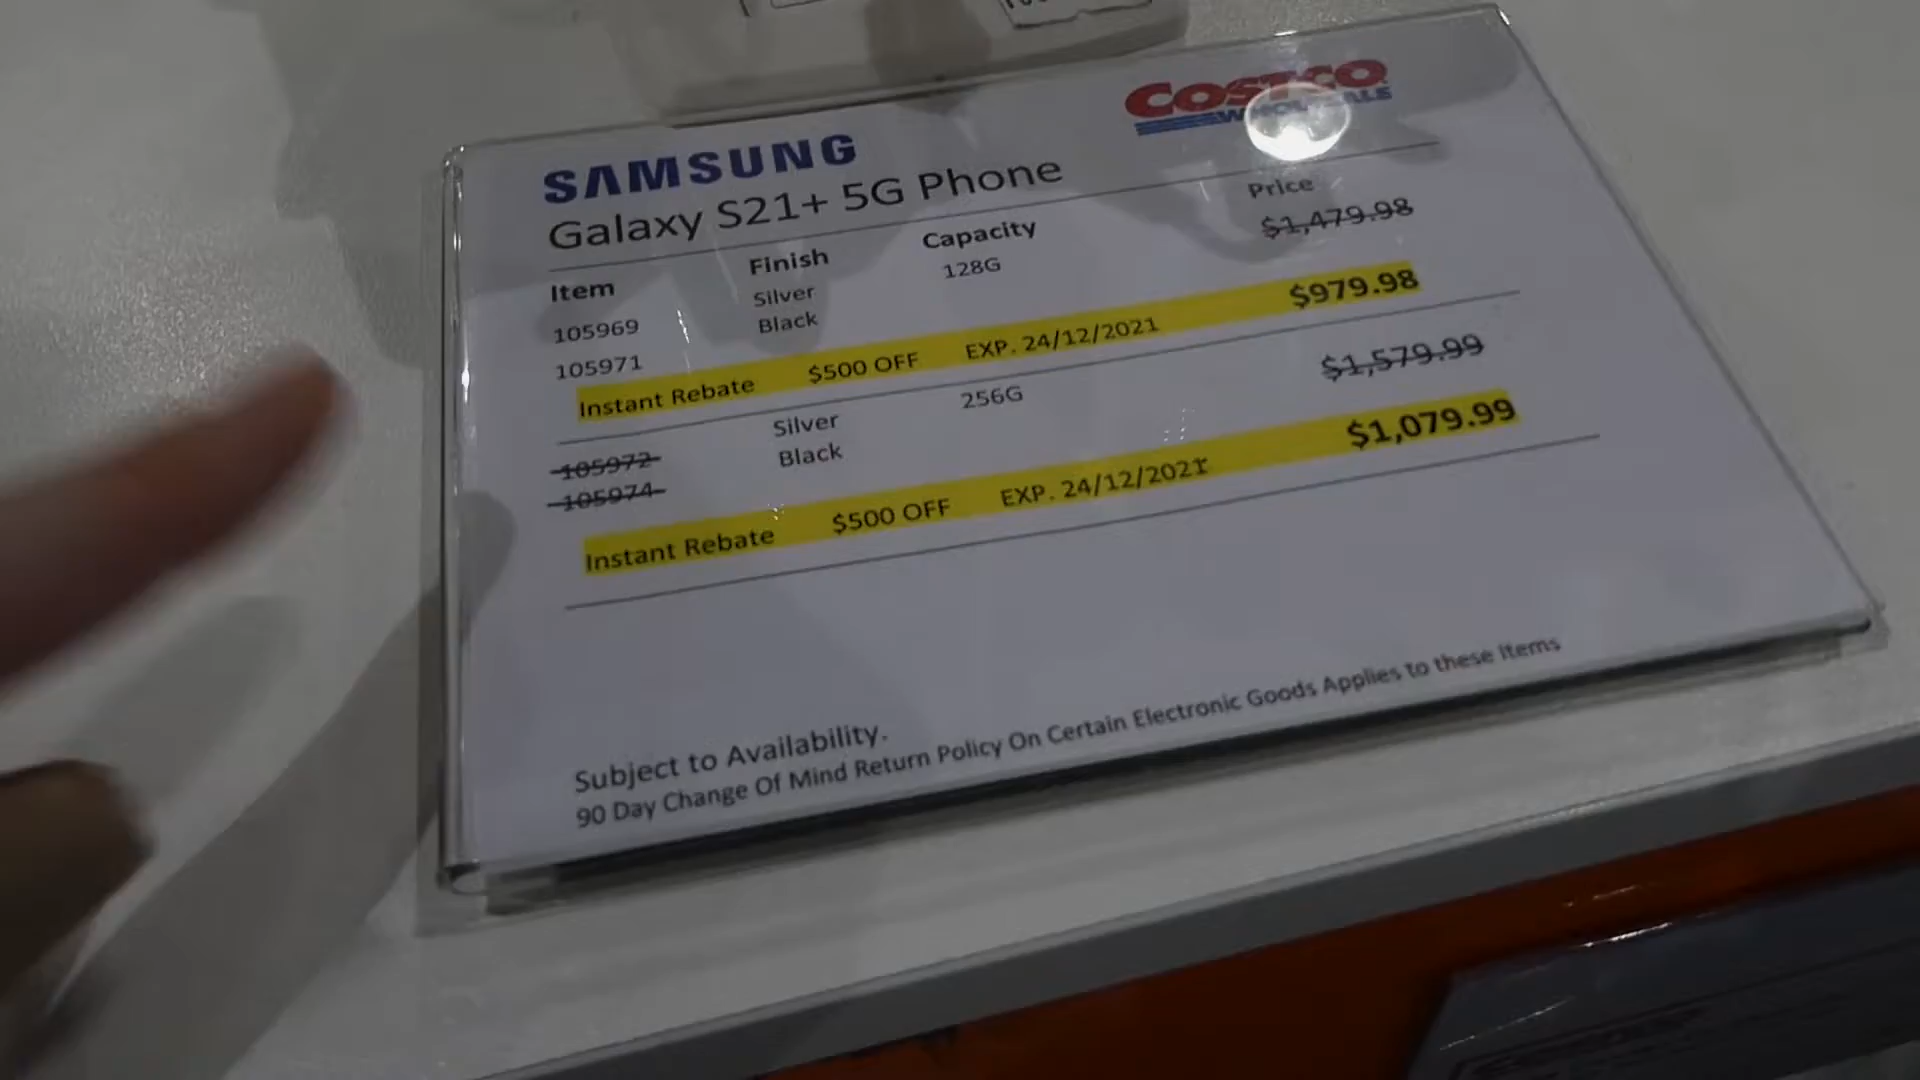 COSTCO
WHOLESALE
SAMSUNG
Galaxy S21+ 5G Phone
Item Finish Capacity Price
105969 Silver 128G $1,479.98
105971 Black
Instant Rebate $500 OFF EXP. 24/12/2021 $979.98
105972 Silver 256G $1,579.99
105974 Black
Instant Rebate $500 OFF EXP. 24/12/2021 $1,079.99
Subject to Availability.
90 Day Change Of Mind Return Policy On Certain Electronic Goods Applies to these Items